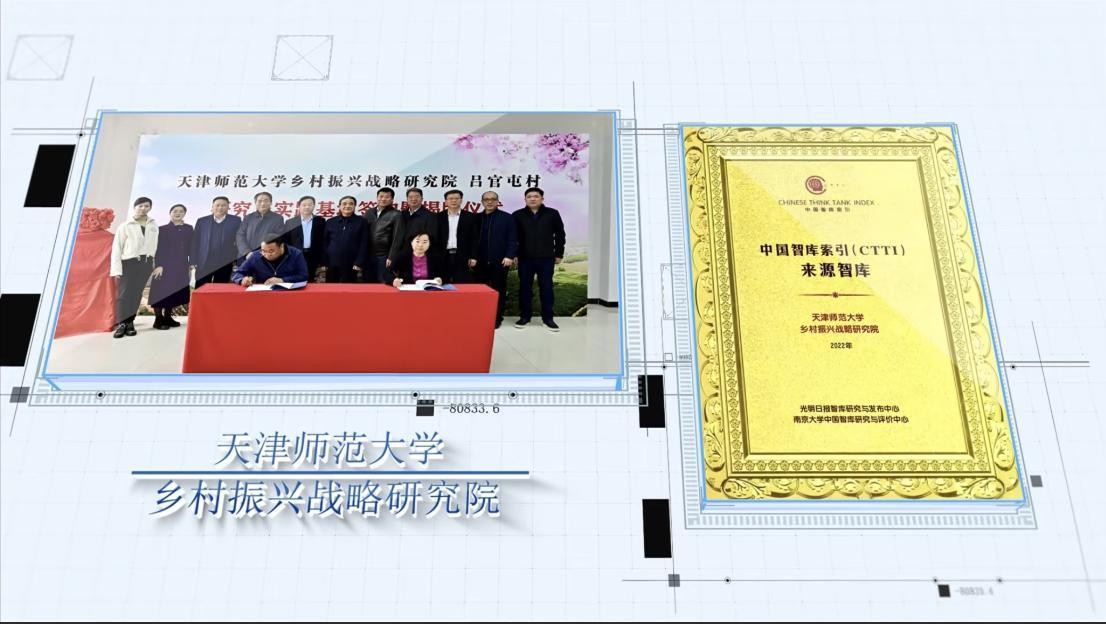 天津师范大学乡村振兴战略研究院 吕官屯村
CHINESE THINK TANK INDEX
中国智库索引
中国智库索引(CTTI)
来源智库
天津师范大学
乡村振兴战略研究院
2022年
光明日报智库研究与发布中心
南京大学中国智库研究与评价中心
-80833.6
天津师范大学
乡村振兴战略研究院